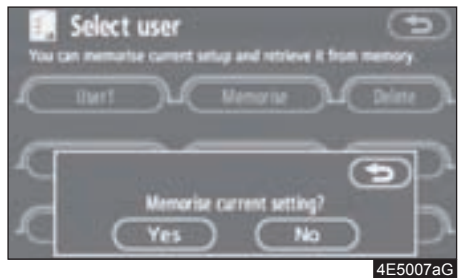 Select user
You can memorise current setup and retrieve it from memory.
User1 Memorise Delete
Memorise current setting?
Yes No
4E5007aG